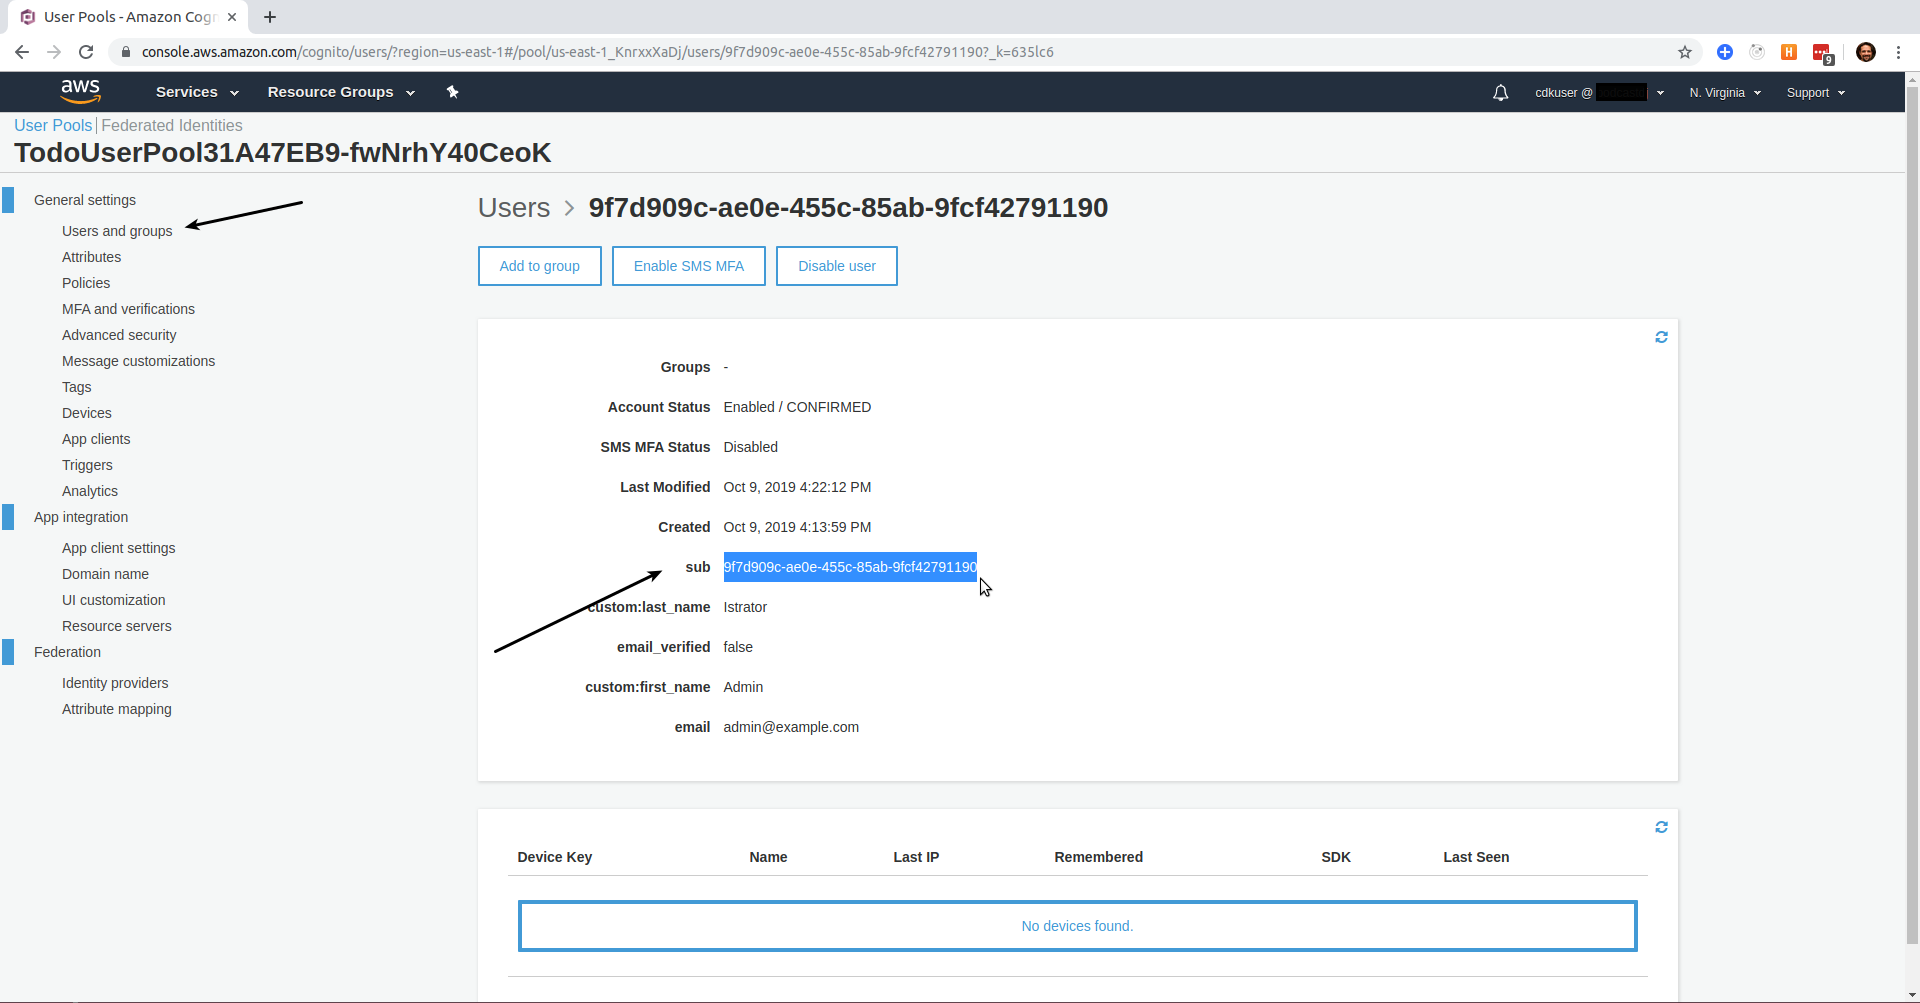 User Pools - Amazon Cogn
console.aws.amazon.com/cognito/users/?region=us-east-1#/pool/us-east-1_KnrxxXaDj/users/9f7d909c-ae0e-455c-85ab-9fcf42791190?_k=635lc6
H
9
aws
Services
Resource Groups
cdkuser @
N. Virginia
Support
User Pools | Federated Identities
TodoUserPool31A47EB9-fwNrhY40CeoK
General settings
Users and groups
Attributes
Policies
MFA and verifications
Advanced security
Message customizations
Tags
Devices
App clients
Triggers
Analytics
App integration
App client settings
Domain name
UI customization
Resource servers
Federation
Identity providers
Attribute mapping
Users > 9f7d909c-ae0e-455c-85ab-9fcf42791190
Add to group
Enable SMS MFA
Disable user
Groups -
Account Status Enabled / CONFIRMED
SMS MFA Status Disabled
Last Modified Oct 9, 2019 4:22:12 PM
Created Oct 9, 2019 4:13:59 PM
sub 9f7d909c-ae0e-455c-85ab-9fcf42791190
custom:last_name Istrator
email_verified false
custom:first_name Admin
email admin@example.com
Device Key Name Last IP Remembered SDK Last Seen
No devices found.